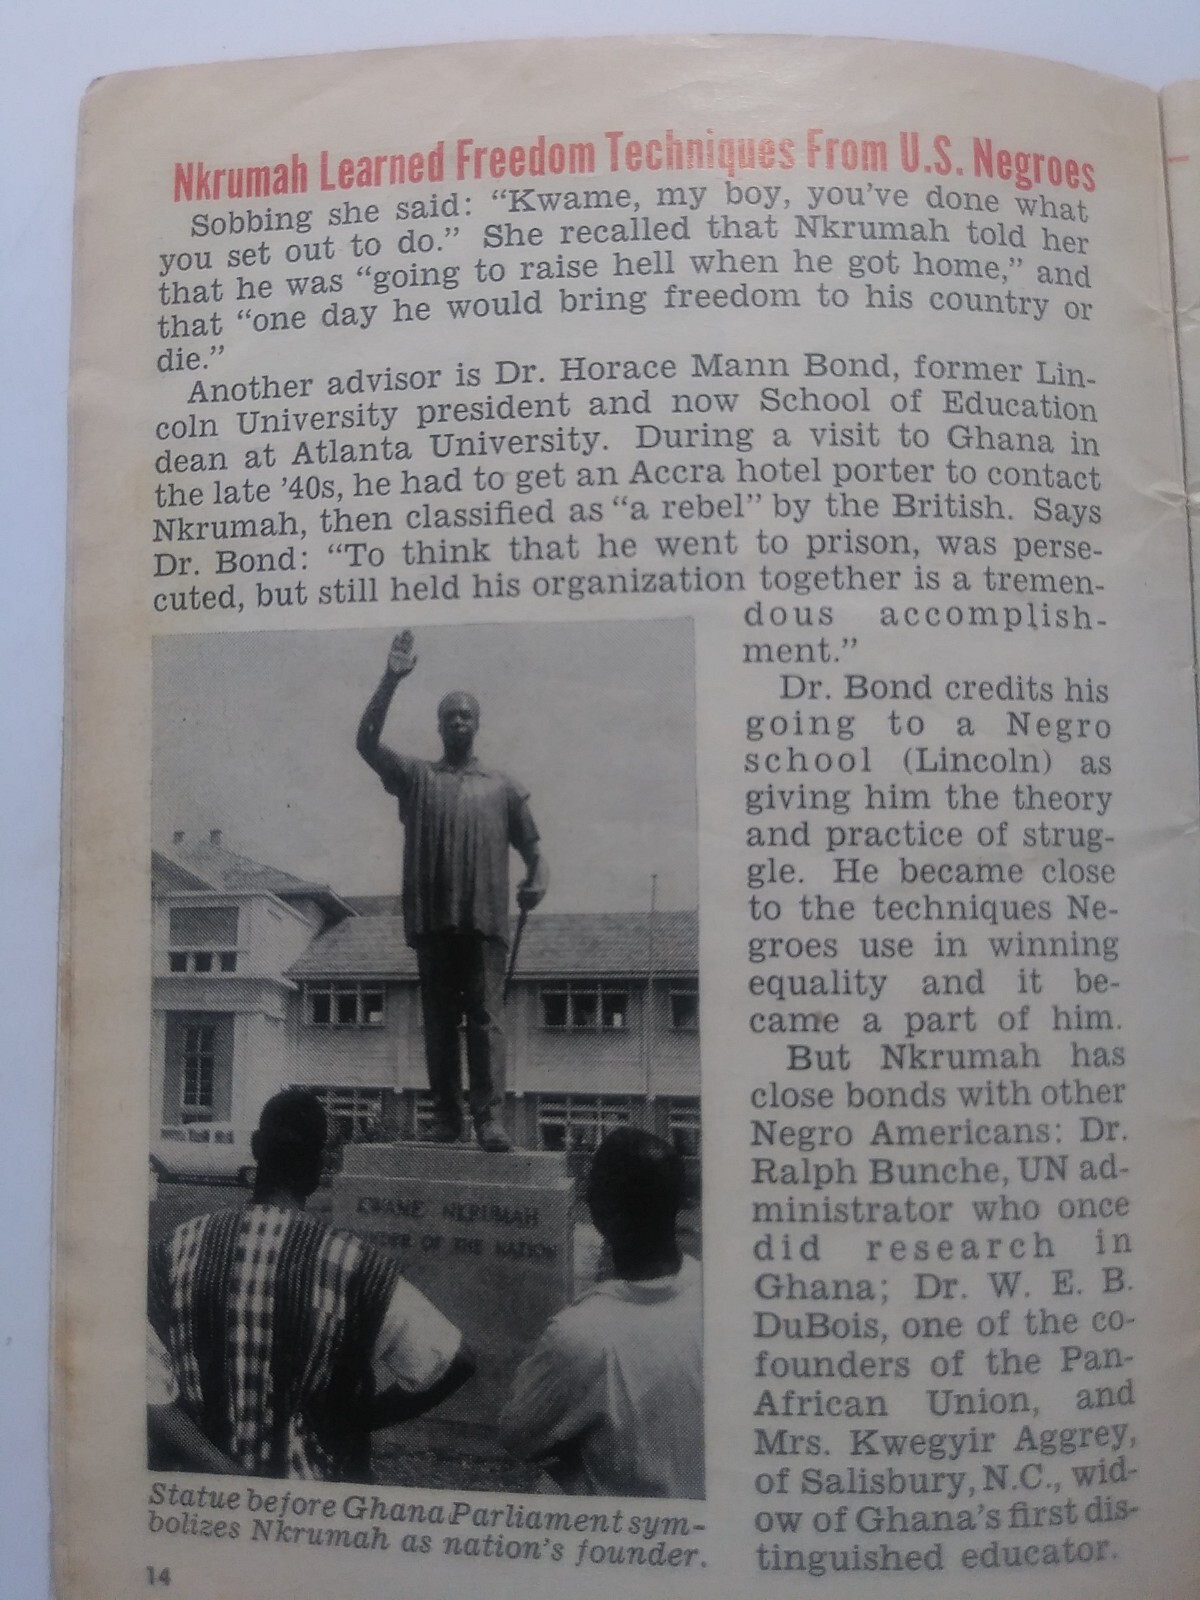 Nkrumah Learned Freedom Techniques From U.S. Negroes
Sobbing she said: “Kwame, my boy, you’ve done what
you set out to do.” She recalled that Nkrumah told her
that he was “going to raise hell when he got home,” and
that “one day he would bring freedom to his country or
die.”
Another advisor is Dr. Horace Mann Bond, former Lin-
coln University president and now School of Education
dean at Atlanta University. During a visit to Ghana in
the late ’40s, he had to get an Accra hotel porter to contact
Nkrumah, then classified as “a rebel” by the British. Says
Dr. Bond: “To think that he went to prison, was perse-
cuted, but still held his organization together is a tremen-
dous accomplish-
ment.”
Dr. Bond credits his
going to a Negro
school (Lincoln) as
giving him the theory
and practice of strug-
gle. He became close
to the techniques Ne-
groes use in winning
equality and it be-
came a part of him.
But Nkrumah has
close bonds with other
Negro Americans: Dr.
Ralph Bunche, UN ad-
ministrator who once
did research in
Ghana; Dr. W. E. B.
DuBois, one of the co-
founders of the Pan-
African Union, and
Mrs. Kwegyir Aggrey,
of Salisbury, N.C., wid-
ow of Ghana’s first dis-
tinguished educator.
KWAME NKRUMAH
OF THE NATION
Statue before Ghana Parliament sym-
bolizes Nkrumah as nation’s founder.
14